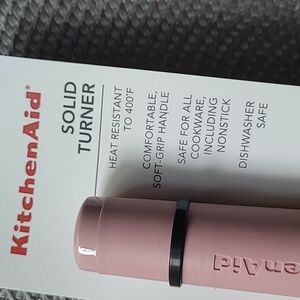 KitchenAid
SOLID
TURNER
HEAT RESISTANT
TO 400°F
COMFORTABLE,
SOFT-GRIP HANDLE
SAFE FOR ALL
COOKWARE,
INCLUDING
NONSTICK
DISHWASHER
SAFE
enAid